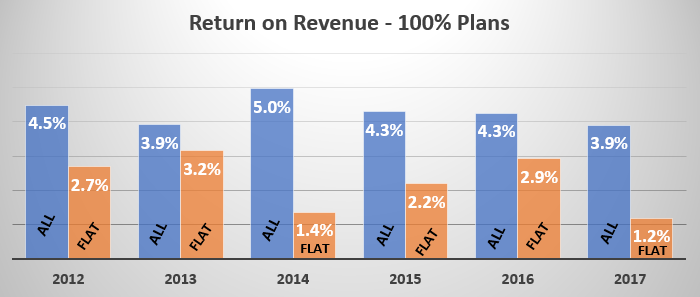 Return on Revenue - 100% Plans
4.5%
ALL
2.7%
FLAT
3.9%
ALL
3.2%
FLAT
5.0%
ALL
1.4%
FLAT
4.3%
ALL
2.2%
FLAT
4.3%
ALL
2.9%
FLAT
3.9%
ALL
1.2%
FLAT
2012 2013 2014 2015 2016 2017